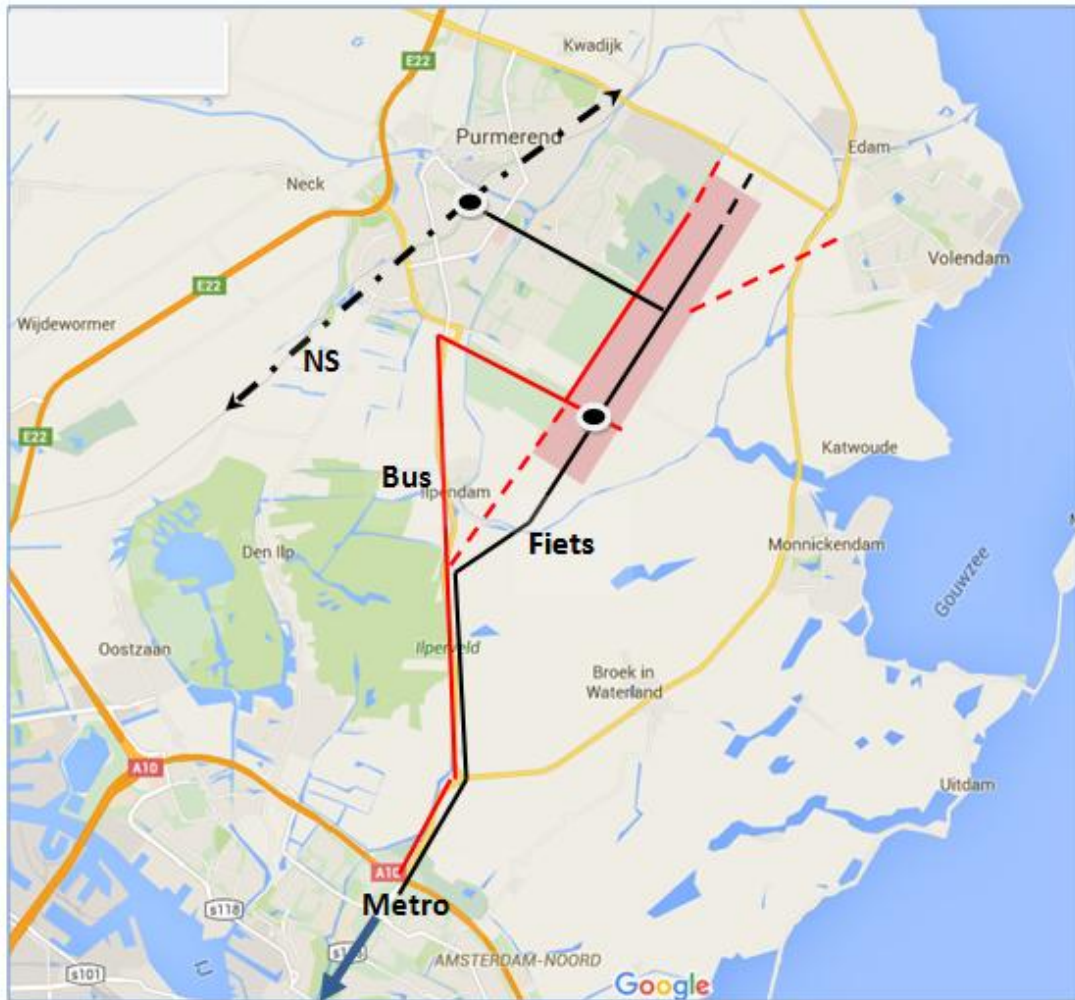 Kwadijk
E22
Purmerend
Edam
Neck
Volendam
E22
Wijdewormer
NS
E22
Katwoude
Bus
Ilpendam
Fiets
Den Ilp
Monnickendam
Gouwzee
Oostzaan
Ilperveld
Broek in
Waterland
A10
Uitdam
A10
Metro
s118
s101
AMSTERDAM-NOORD
IJ
Google